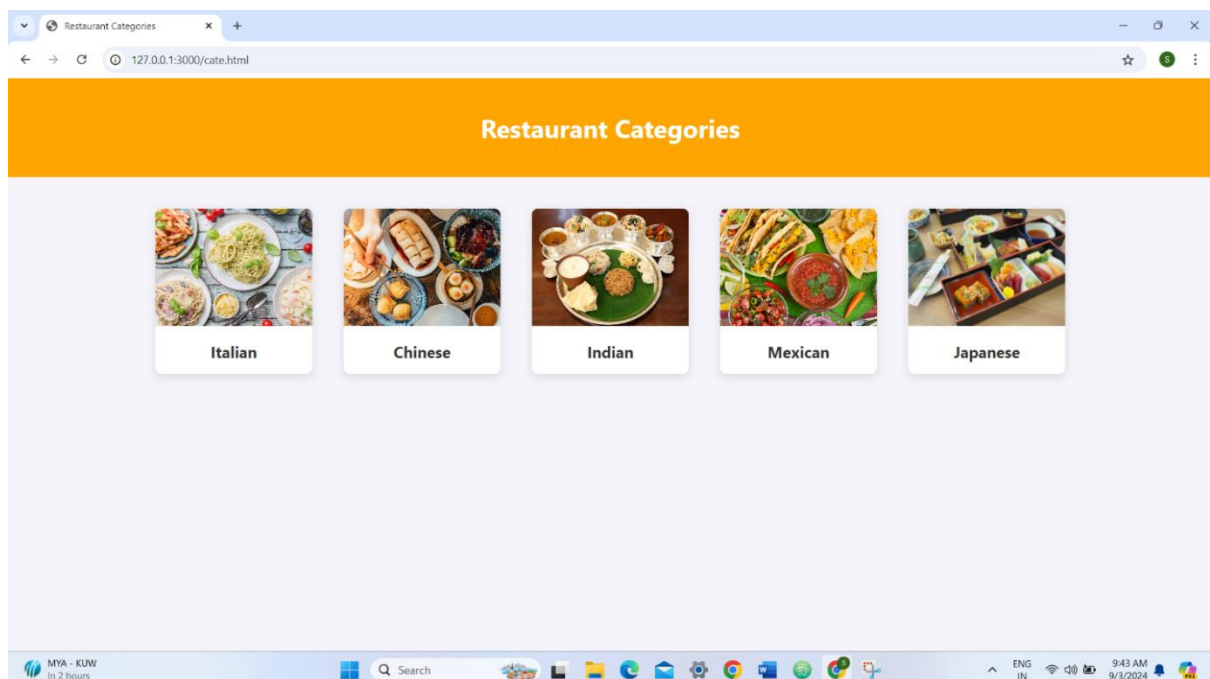 Restaurant Categories
127.0.0.1:3000/cate.html
S
Restaurant Categories
Italian
Chinese
Indian
Mexican
Japanese
MYA - KUW
In 2 hours
Search
ENG
IN
9:43 AM
9/3/2024